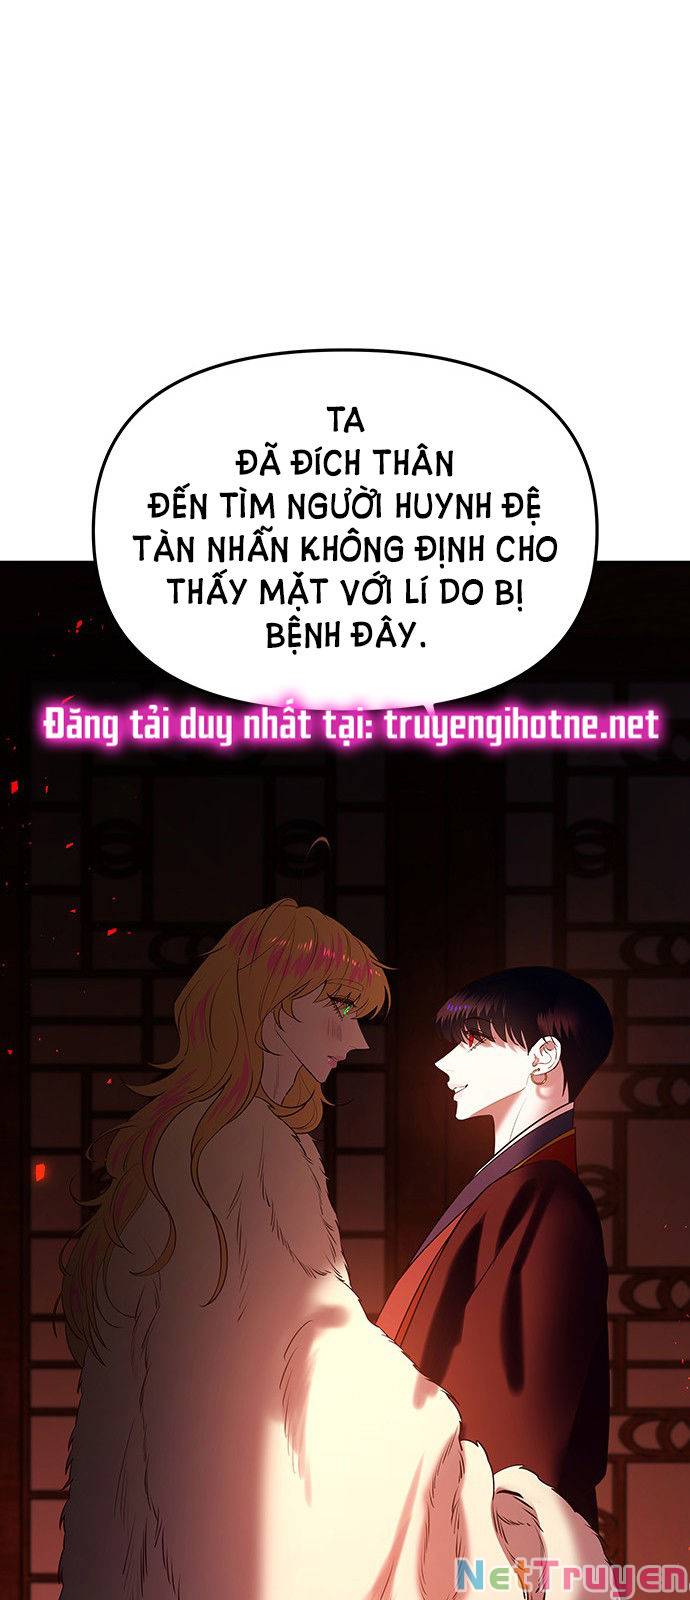 TA
ĐÃ ĐÍCH THÂN
ĐẾN TÌM NGƯỜI HUYNH ĐỆ
TÀN NHẪN KHÔNG ĐỊNH CHO
THẤY MẶT VỚI LÍ DO BỊ
BỆNH ĐÂY.
Đăng tải duy nhất tại: truyengihotne.net
NETTRUYEN